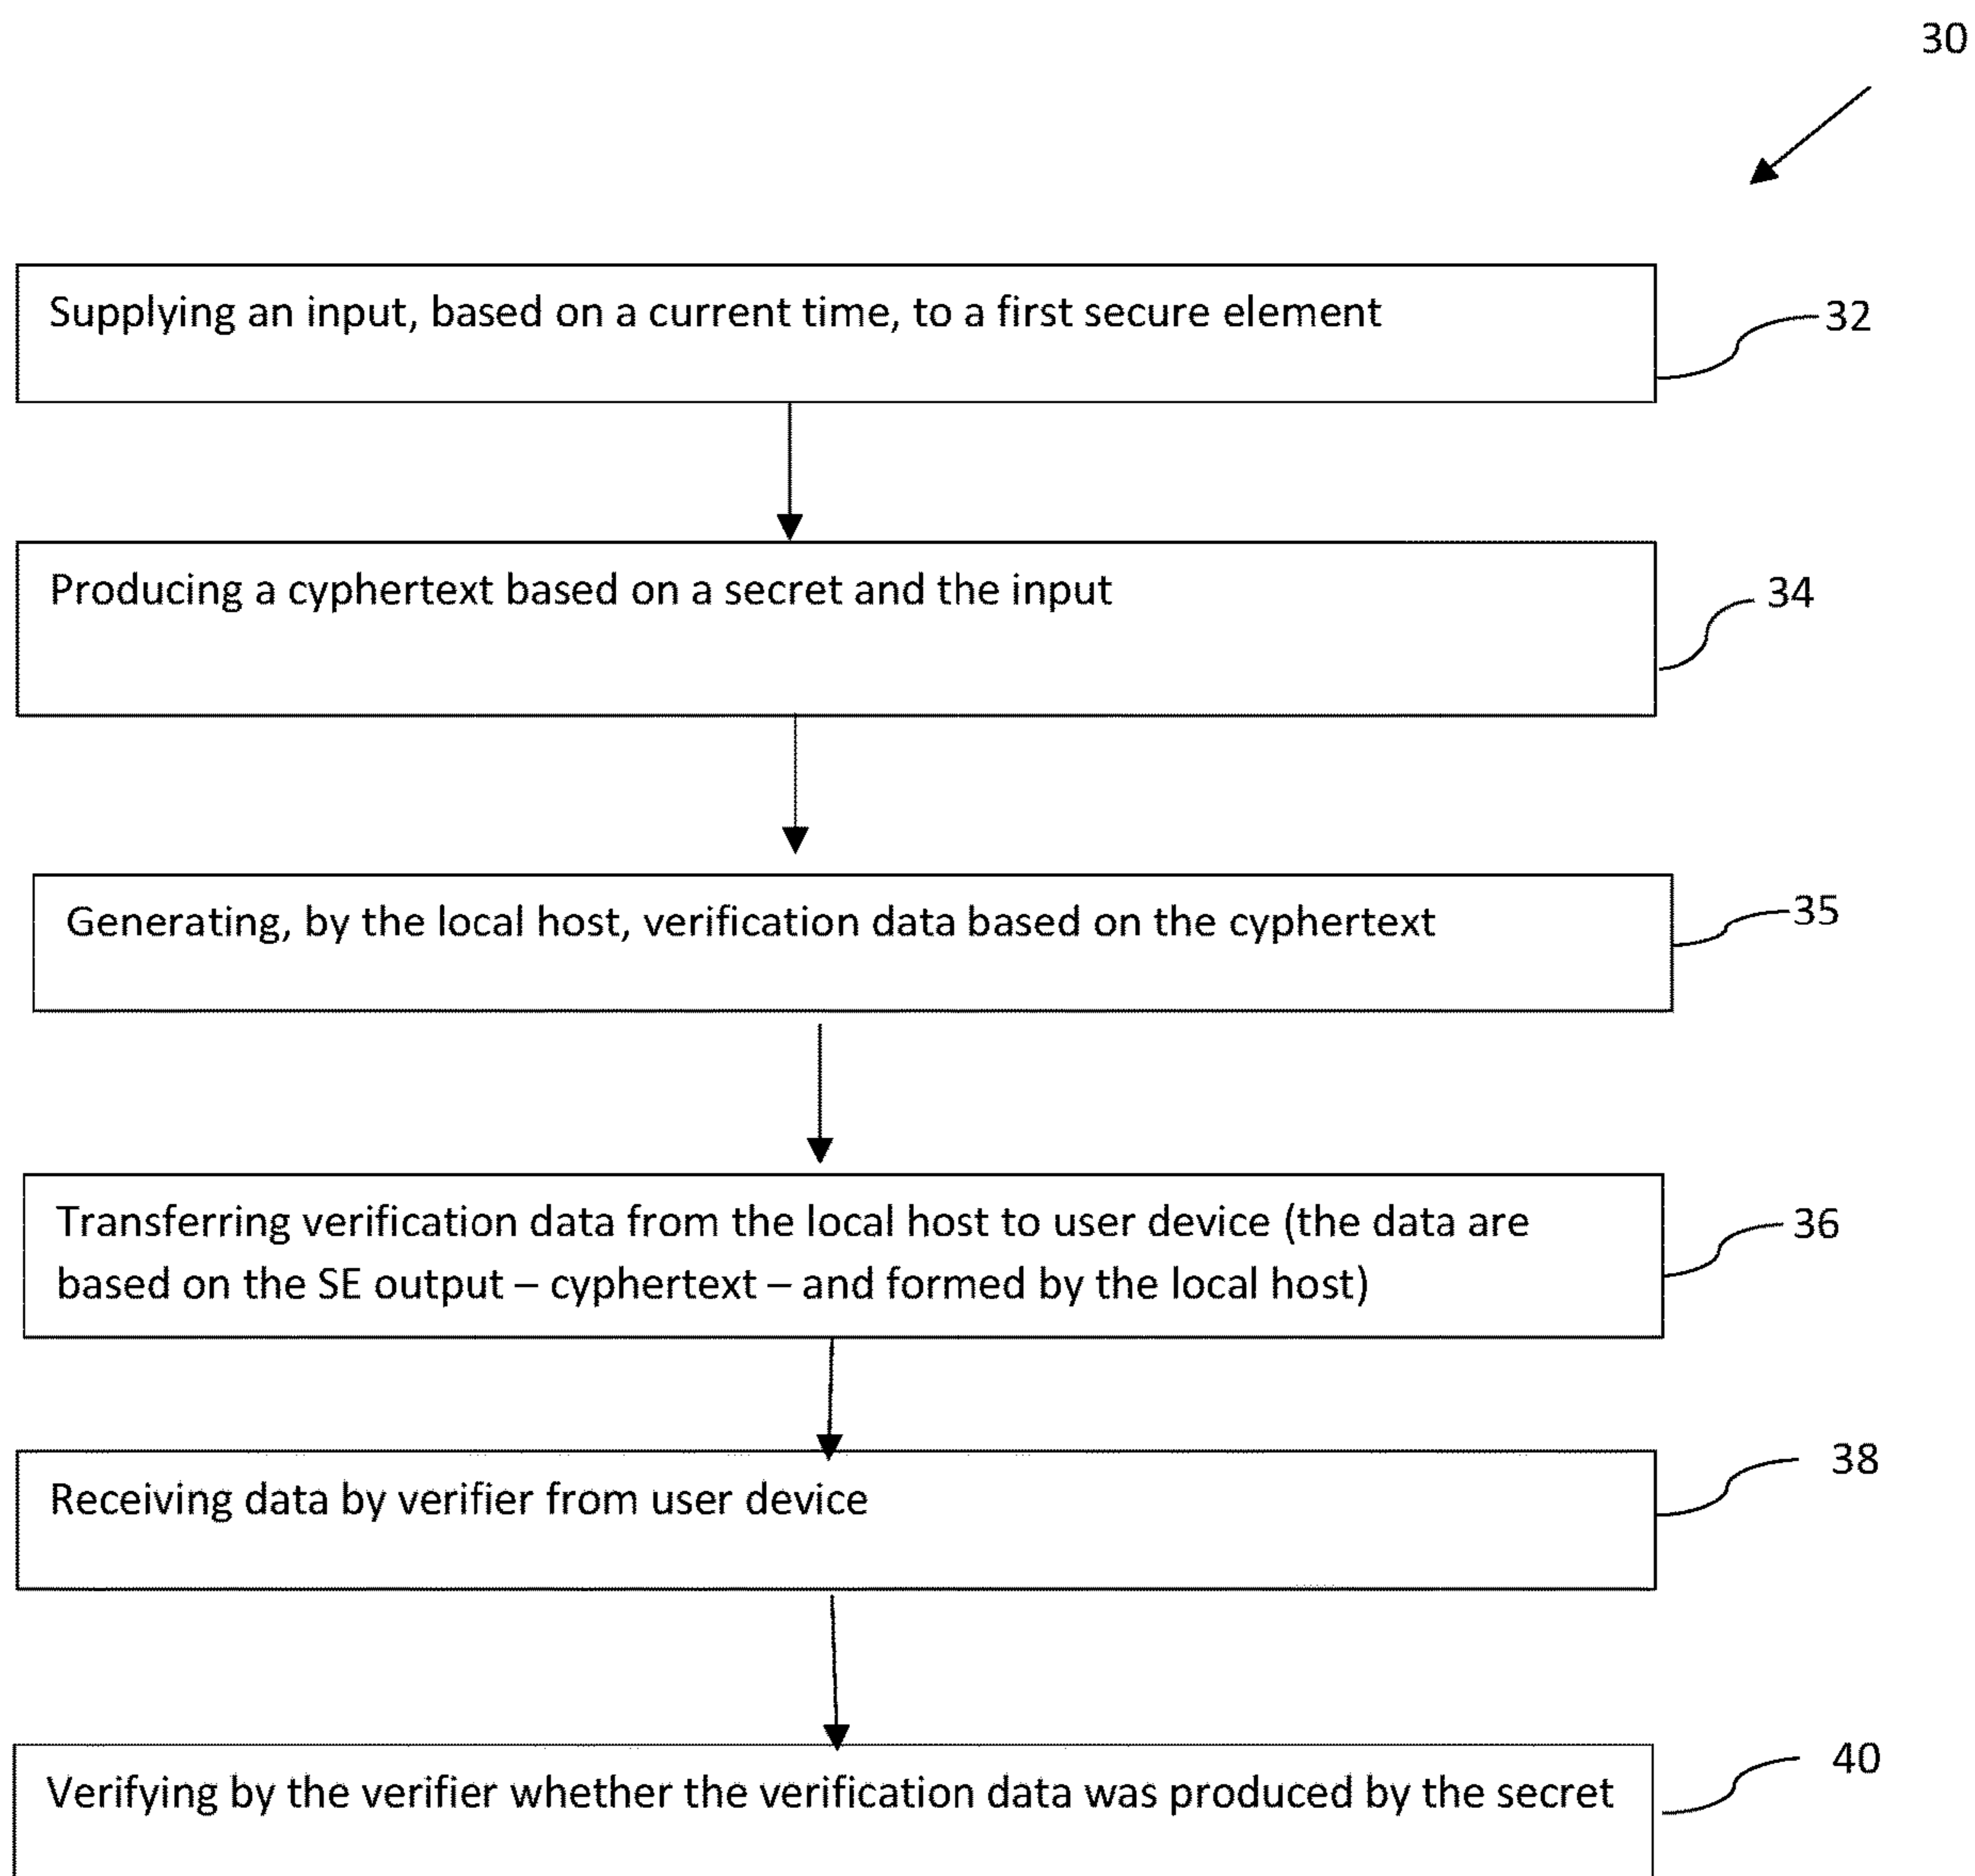 30
Supplying an input, based on a current time, to a first secure element
32
Producing a cyphertext based on a secret and the input
34
Generating, by the local host, verification data based on the cyphertext
35
Transferring verification data from the local host to user device (the data are
based on the SE output – cyphertext – and formed by the local host)
36
Receiving data by verifier from user device
38
Verifying by the verifier whether the verification data was produced by the secret
40